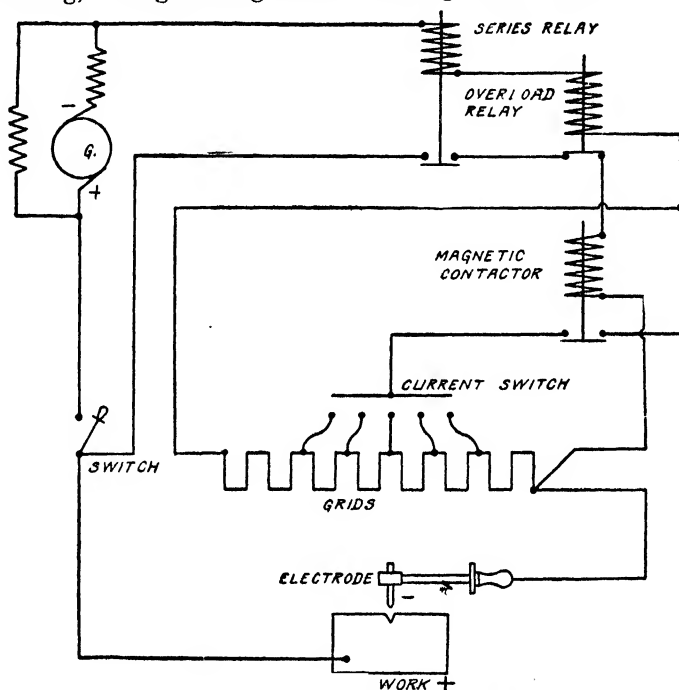 SERIES RELAY
OVERLOAD
RELAY
-
G.
+
MAGNETIC
CONTACTOR
CURRENT SWITCH
SWITCH
GRIDS
ELECTRODE
-
WORK +